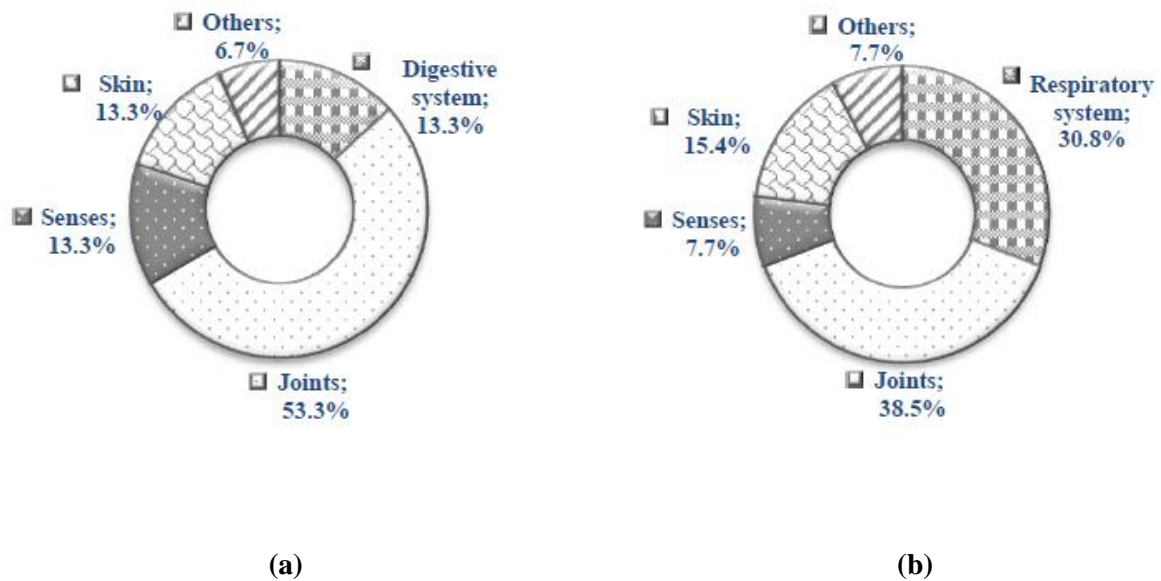 Others;
6.7%
Digestive
system;
13.3%
Skin;
13.3%
Senses;
13.3%
Joints;
53.3%
(a)
Others;
7.7%
Respiratory
system;
30.8%
Skin;
15.4%
Senses;
7.7%
Joints;
38.5%
(b)